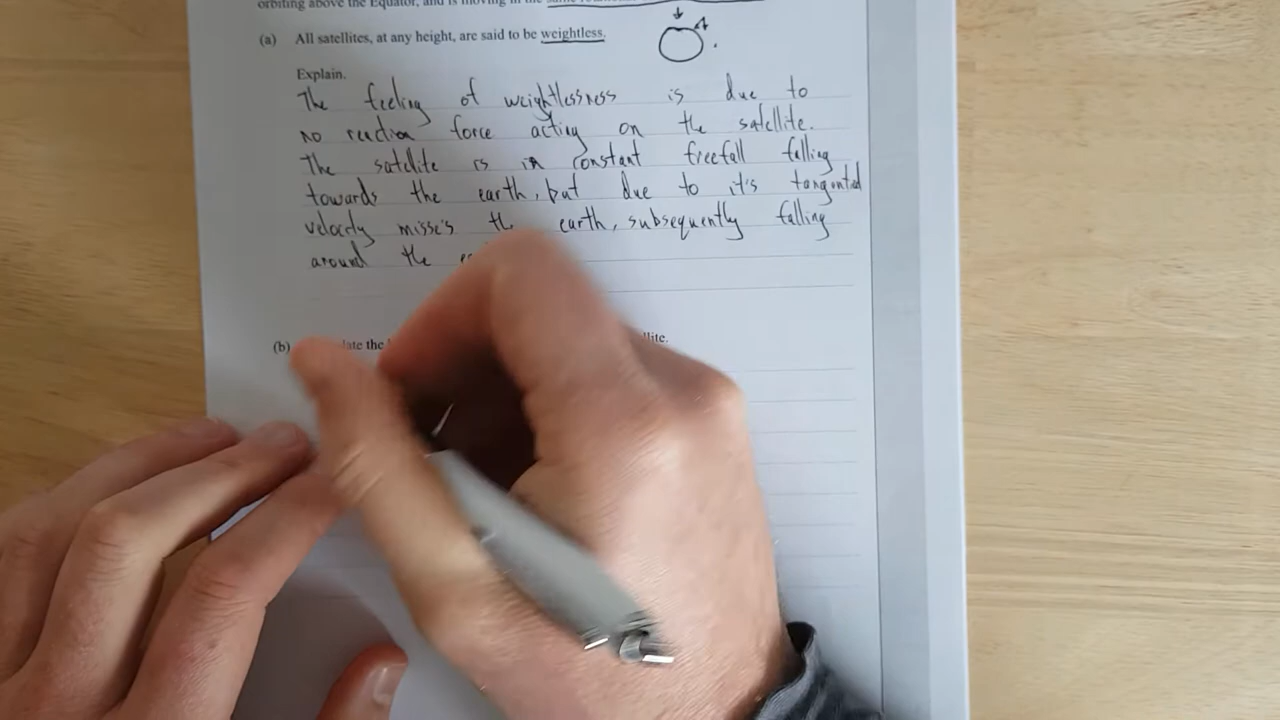 orbiting above the Equator, and is moving in the same
(a) All satellites, at any height, are said to be weightless.
Explain.
The feeling of weightlessness is due to
no reaction force acting on the satellite.
The satellite is in constant freefall falling
towards the earth, but due to it's tangential
velocity misse's the earth, subsequently falling
around the
(b) the